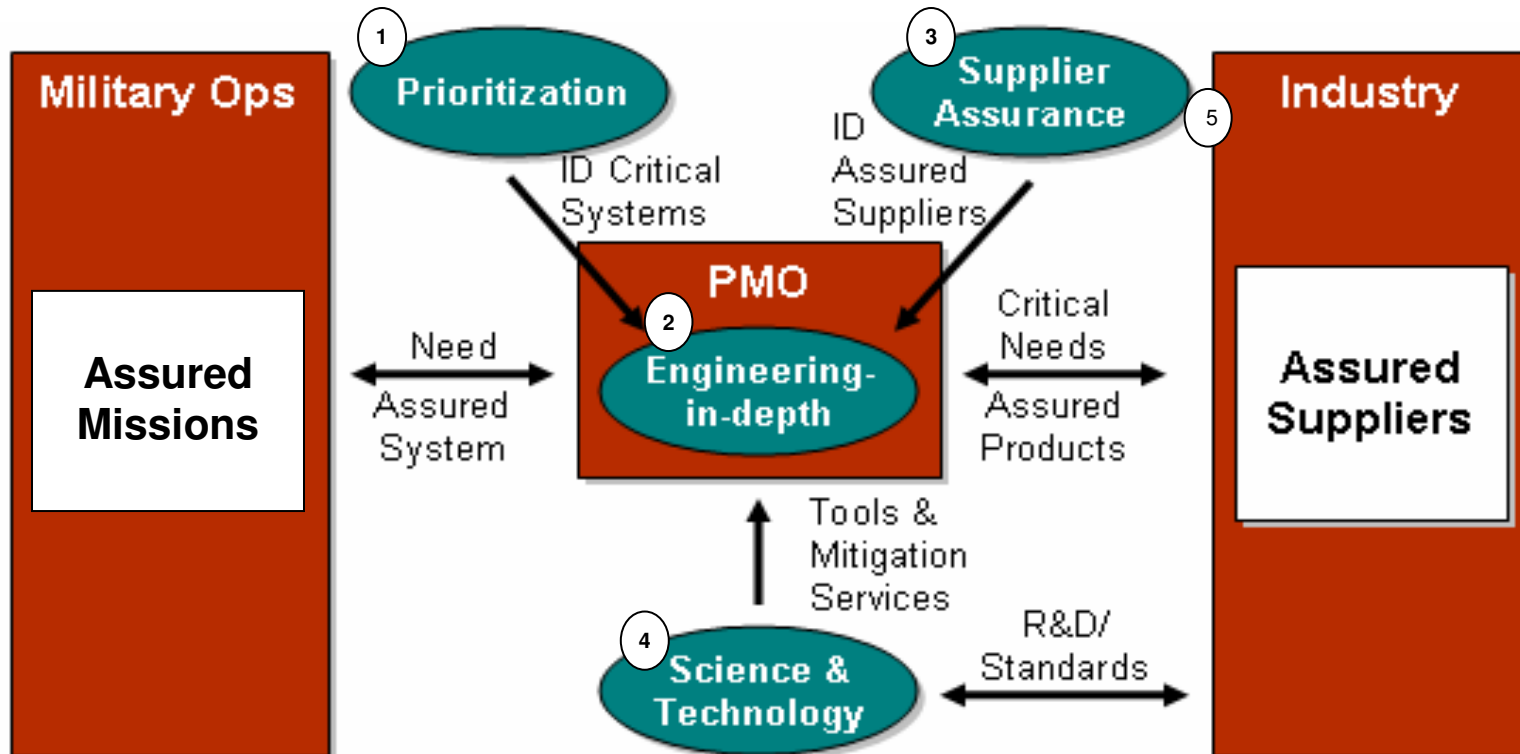 Military Ops
Assured
Missions
1
Prioritization
ID Critical
Systems
3
Supplier
Assurance
5
ID
Assured
Suppliers
PMO
2
Engineering-
in-depth
Need
Assured
System
Critical
Needs
Assured
Products
Tools &
Mitigation
Services
4
Science &
Technology
R&D/
Standards
Industry
Assured
Suppliers